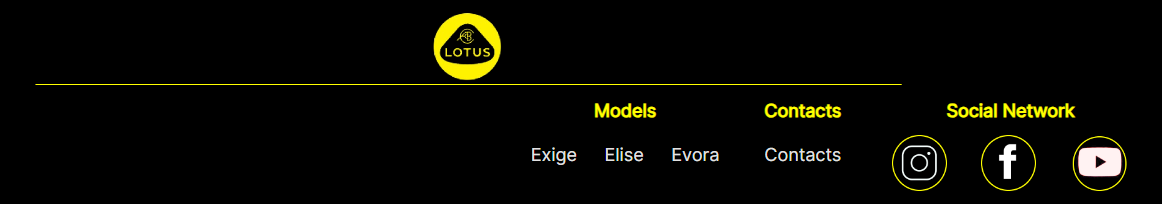 LOTUS
Models Contacts Social Network
Exige Elise Evora Contacts